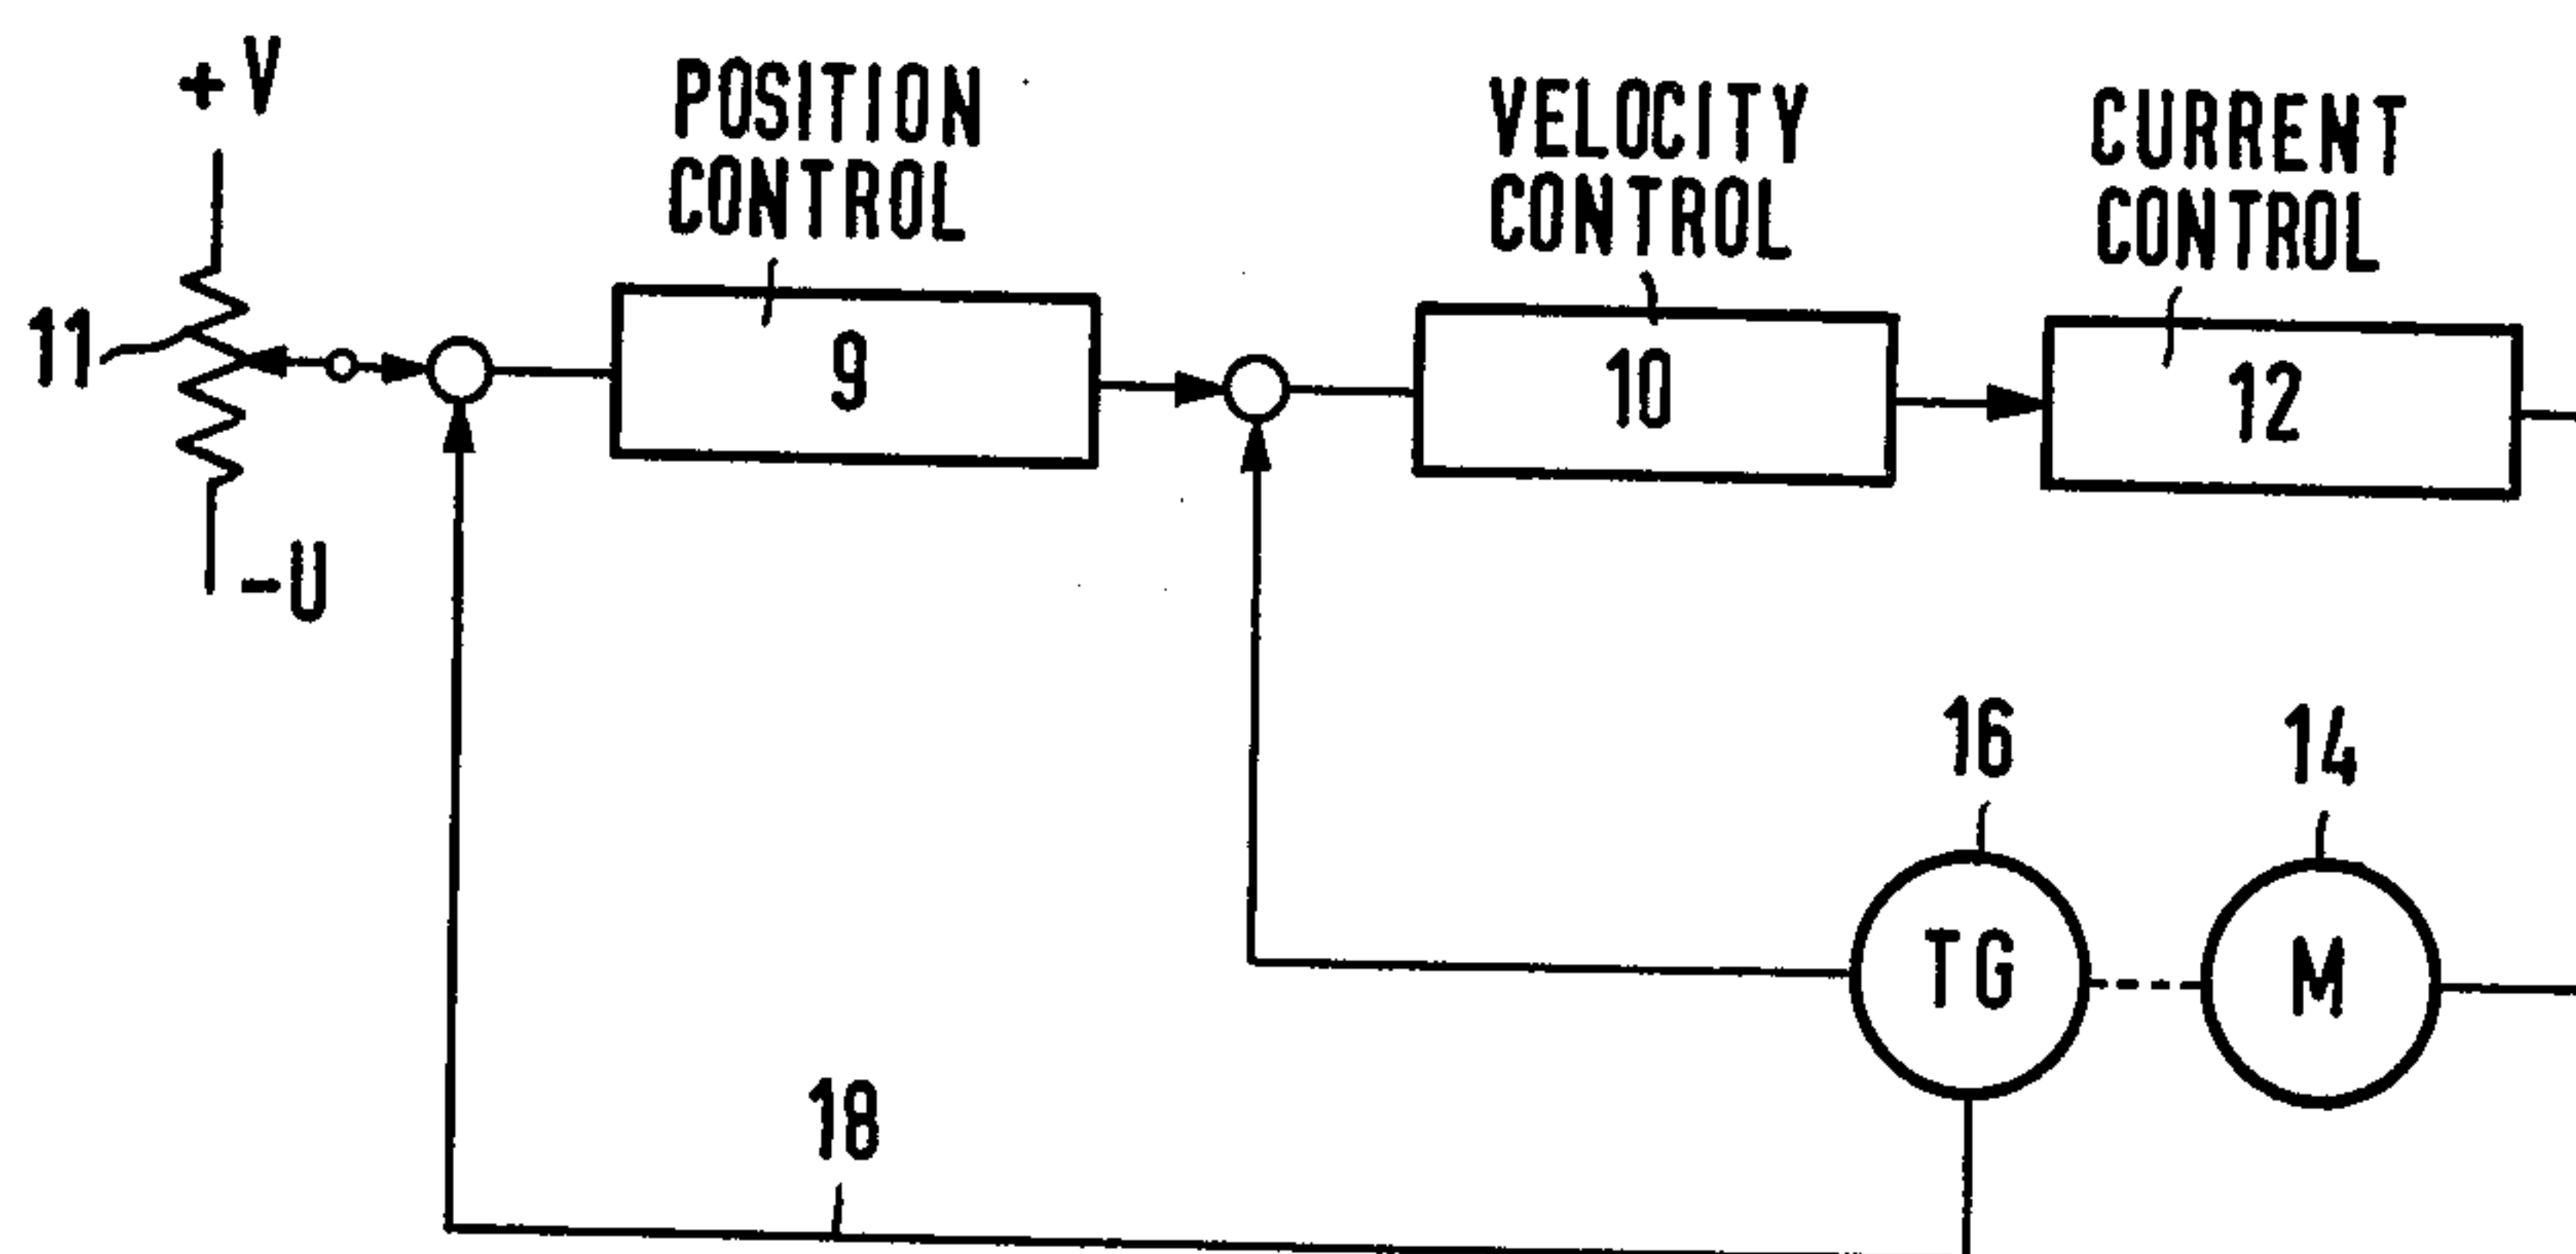 +V
POSITION
CONTROL
VELOCITY
CONTROL
CURRENT
CONTROL
11
9
10
12
-U
16
14
TG
M
18